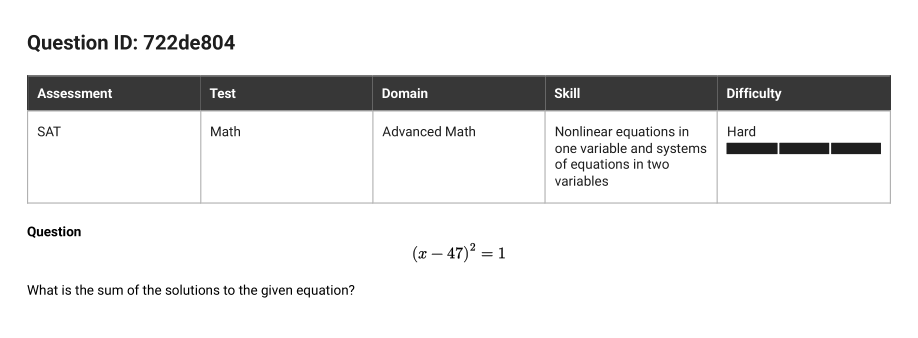 Question ID: 722de804
Assessment Test Domain Skill Difficulty
SAT Math Advanced Math Nonlinear equations in Hard
one variable and systems
of equations in two
variables
Question
(x − 47)² = 1
What is the sum of the solutions to the given equation?